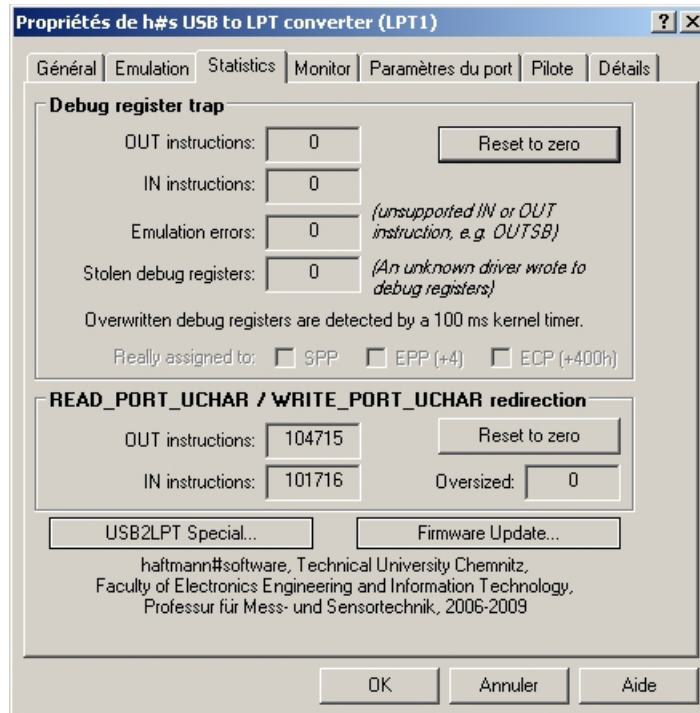 Propriétés de h#s USB to LPT converter (LPT1)
Général Emulation Statistics Monitor Paramètres du port Pilote Détails
Debug register trap
OUT instructions: 0 Reset to zero
IN instructions: 0
Emulation errors: 0 (unsupported IN or OUT
instruction, e.g. OUTSB)
Stolen debug registers: 0 (An unknown driver wrote to
debug registers)
Overwritten debug registers are detected by a 100 ms kernel timer.
Really assigned to: SPP EPP (+4) ECP (+400h)
READ_PORT_UCHAR / WRITE_PORT_UCHAR redirection
OUT instructions: 104715 Reset to zero
IN instructions: 101716 Oversized: 0
USB2LPT Special... Firmware Update...
haftmann#software, Technical University Chemnitz,
Faculty of Electronics Engineering and Information Technology,
Professur für Mess- und Sensortechnik, 2006-2009
OK Annuler Aide